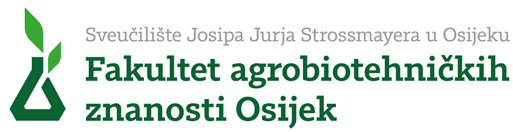 Sveučilište Josipa Jurja Strossmayera u Osijeku
Fakultet agrobiotehničkih
znanosti Osijek